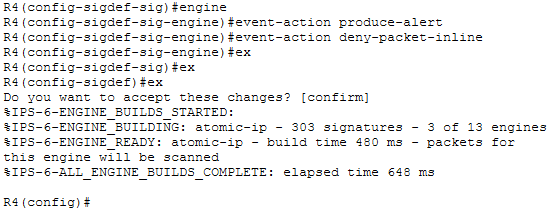 R4(config-sigdef-sig)#engine
R4(config-sigdef-sig-engine)#event-action produce-alert
R4(config-sigdef-sig-engine)#event-action deny-packet-inline
R4(config-sigdef-sig-engine)#ex
R4(config-sigdef-sig)#ex
R4(config-sigdef)#ex
Do you want to accept these changes? [confirm]
%IPS-6-ENGINE_BUILDS_STARTED:
%IPS-6-ENGINE_BUILDING: atomic-ip - 303 signatures - 3 of 13 engines
%IPS-6-ENGINE_READY: atomic-ip - build time 480 ms - packets for
this engine will be scanned
%IPS-6-ALL_ENGINE_BUILDS_COMPLETE: elapsed time 648 ms
R4(config)#